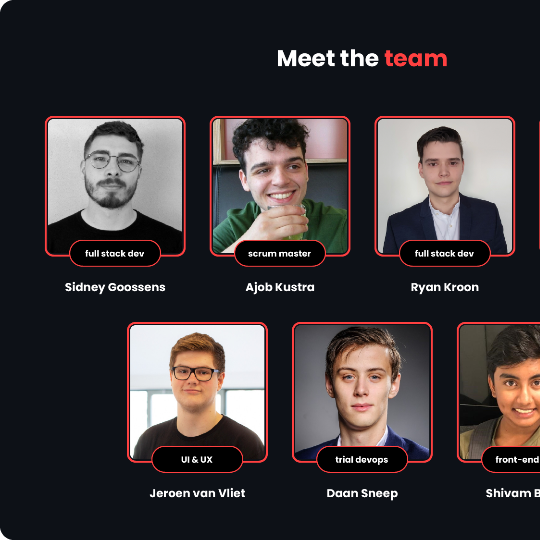 Meet the team
full stack dev
scrum master
full stack dev
Sidney Goossens
Ajob Kustra
Ryan Kroon
UI & UX
trial devops
front-end
Jeroen van Vliet
Daan Sneep
Shivam B